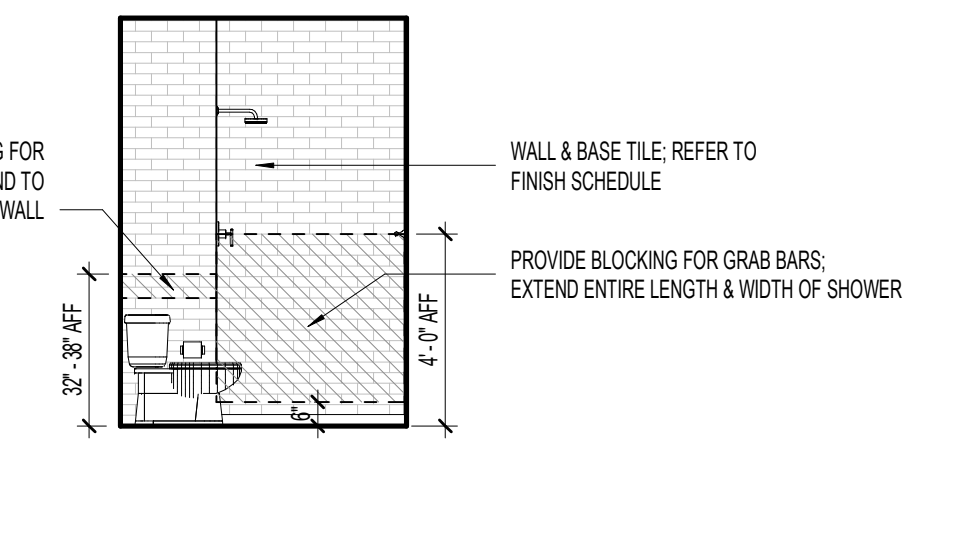 G FOR
ND TO
WALL
WALL & BASE TILE; REFER TO
FINISH SCHEDULE
PROVIDE BLOCKING FOR GRAB BARS;
EXTEND ENTIRE LENGTH & WIDTH OF SHOWER
32" - 38" AFF
4' - 0" AFF
6"